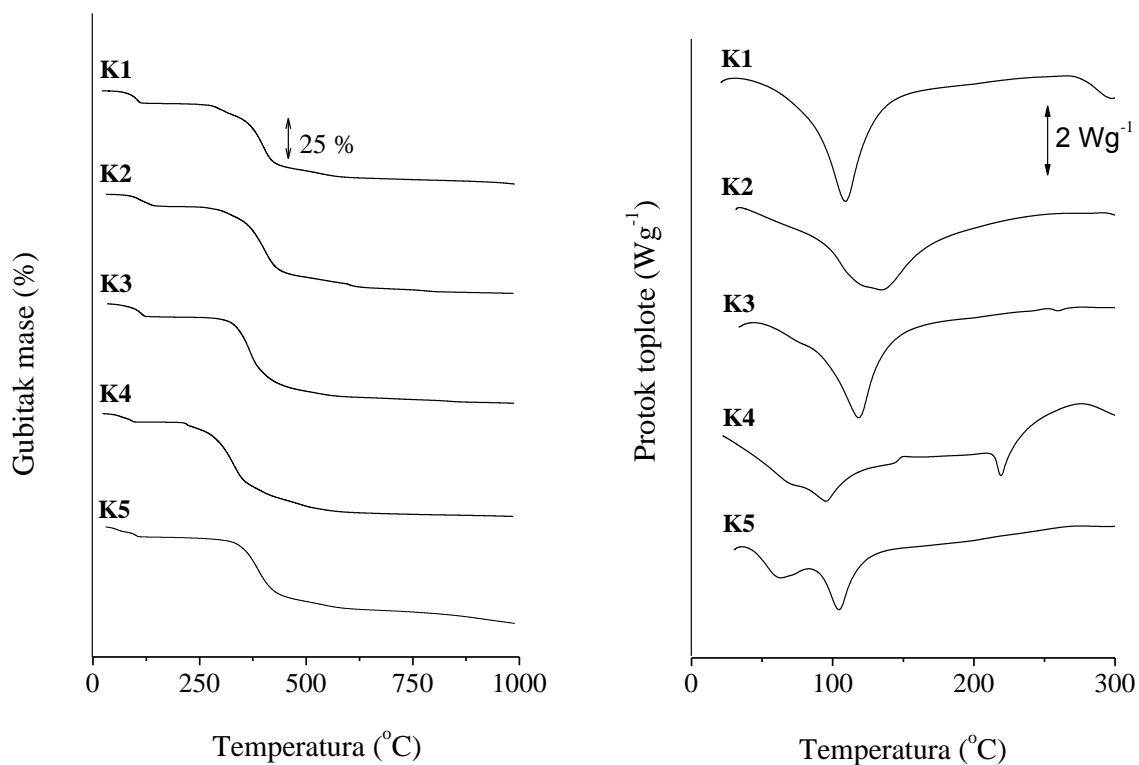 K1
25 %
K2
K3
K4
K5
Gubitak mase (%)
0 250 500 750 1000
Temperatura (°C)
K1
2 Wg⁻¹
K2
K3
K4
K5
Protok toplote (Wg⁻¹)
0 100 200 300
Temperatura (°C)